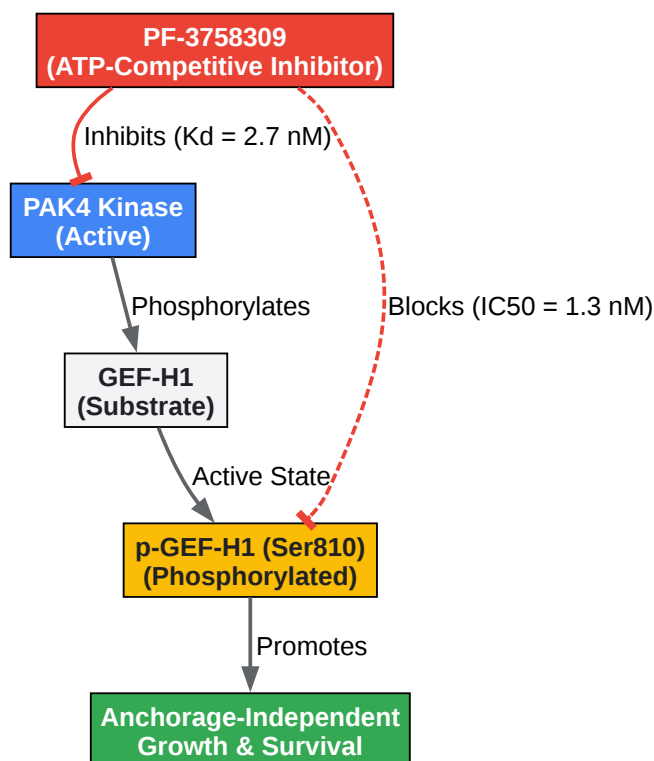 PF-3758309
(ATP-Competitive Inhibitor)
Inhibits (Kd = 2.7 nM)
PAK4 Kinase
(Active)
Phosphorylates
Blocks (IC50 = 1.3 nM)
GEF-H1
(Substrate)
Active State
p-GEF-H1 (Ser810)
(Phosphorylated)
Promotes
Anchorage-Independent
Growth & Survival